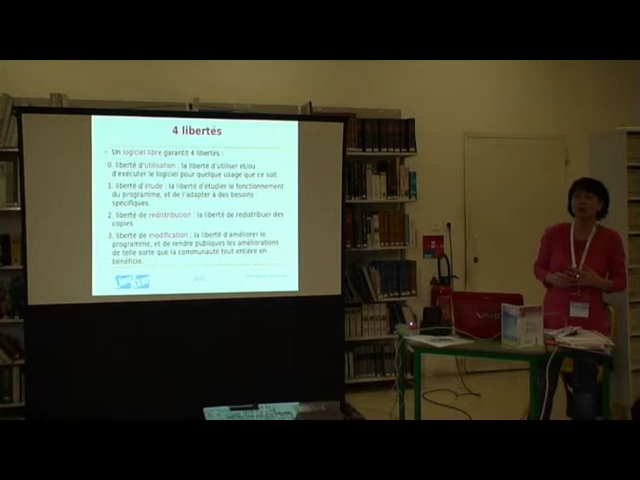 4 libertés
Un logiciel libre garantit 4 libertés :
0. liberté d'utilisation : la liberté d'utiliser et/ou
d'exécuter le logiciel pour quelque usage que ce soit
1. liberté d'étude : la liberté d'étudier le fonctionnement
du programme, et de l'adapter à des besoins
spécifiques
2. liberté de redistribution : la liberté de redistribuer des
copies
3. liberté de modification : la liberté d'améliorer le
programme, et de rendre publiques les améliorations
de telle sorte que la communauté tout entière en
bénéficie.
VAIO